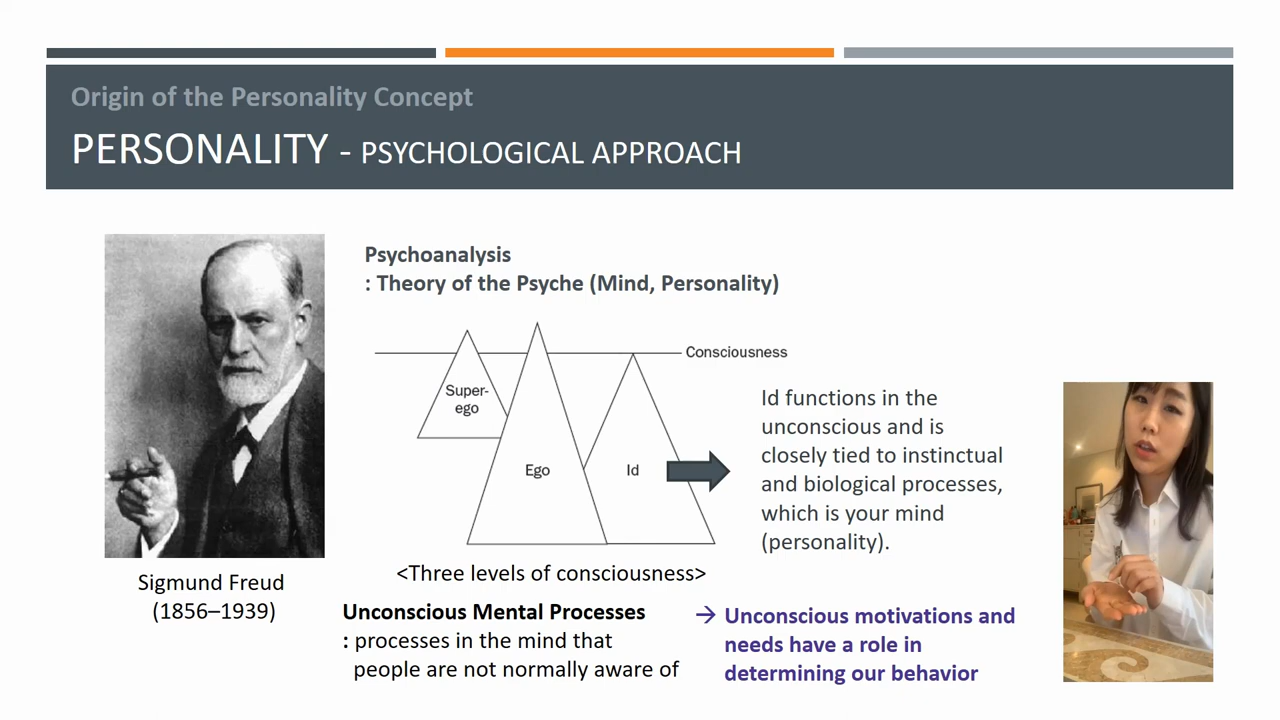 Origin of the Personality Concept
PERSONALITY - PSYCHOLOGICAL APPROACH
Psychoanalysis
: Theory of the Psyche (Mind, Personality)
Consciousness
Super-
ego
Ego
Id
Id functions in the
unconscious and is
closely tied to instinctual
and biological processes,
which is your mind
(personality).
<Three levels of consciousness>
Sigmund Freud
(1856–1939)
Unconscious Mental Processes
: processes in the mind that
people are not normally aware of
→ Unconscious motivations and
needs have a role in
determining our behavior